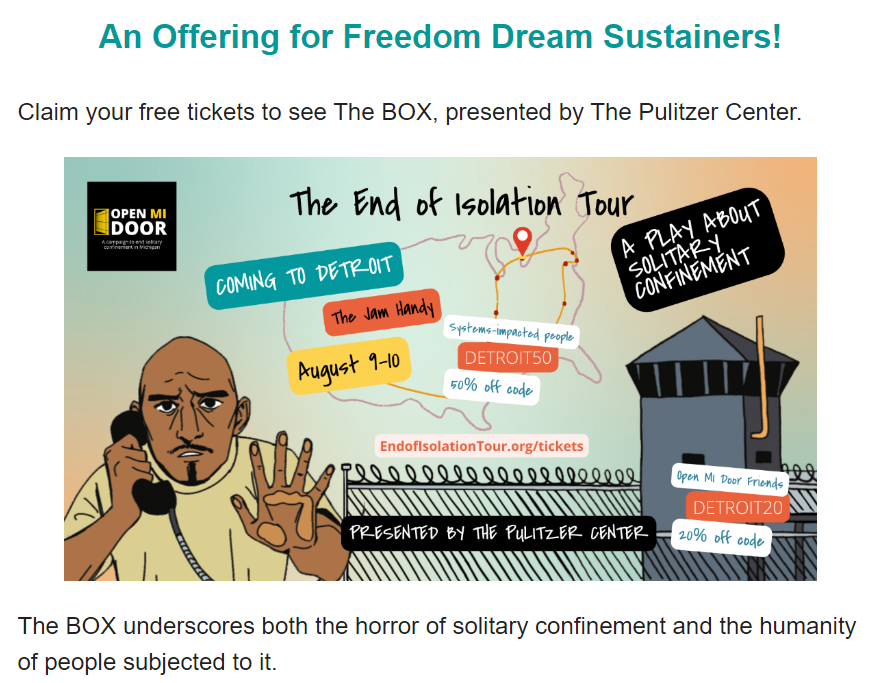 An Offering for Freedom Dream Sustainers!
Claim your free tickets to see The BOX, presented by The Pulitzer Center.
OPEN MI
DOOR
A campaign to end solitary
confinement in Michigan
The End of Isolation Tour
A PLAY ABOUT
SOLITARY
CONFINEMENT
COMING TO DETROIT
The Jam Handy
August 9-10
Systems-impacted people
DETROIT50
50% off code
EndofIsolationTour.org/tickets
Open Mi Door Friends
DETROIT20
20% off code
PRESENTED BY THE PULITZER CENTER
The BOX underscores both the horror of solitary confinement and the humanity
of people subjected to it.